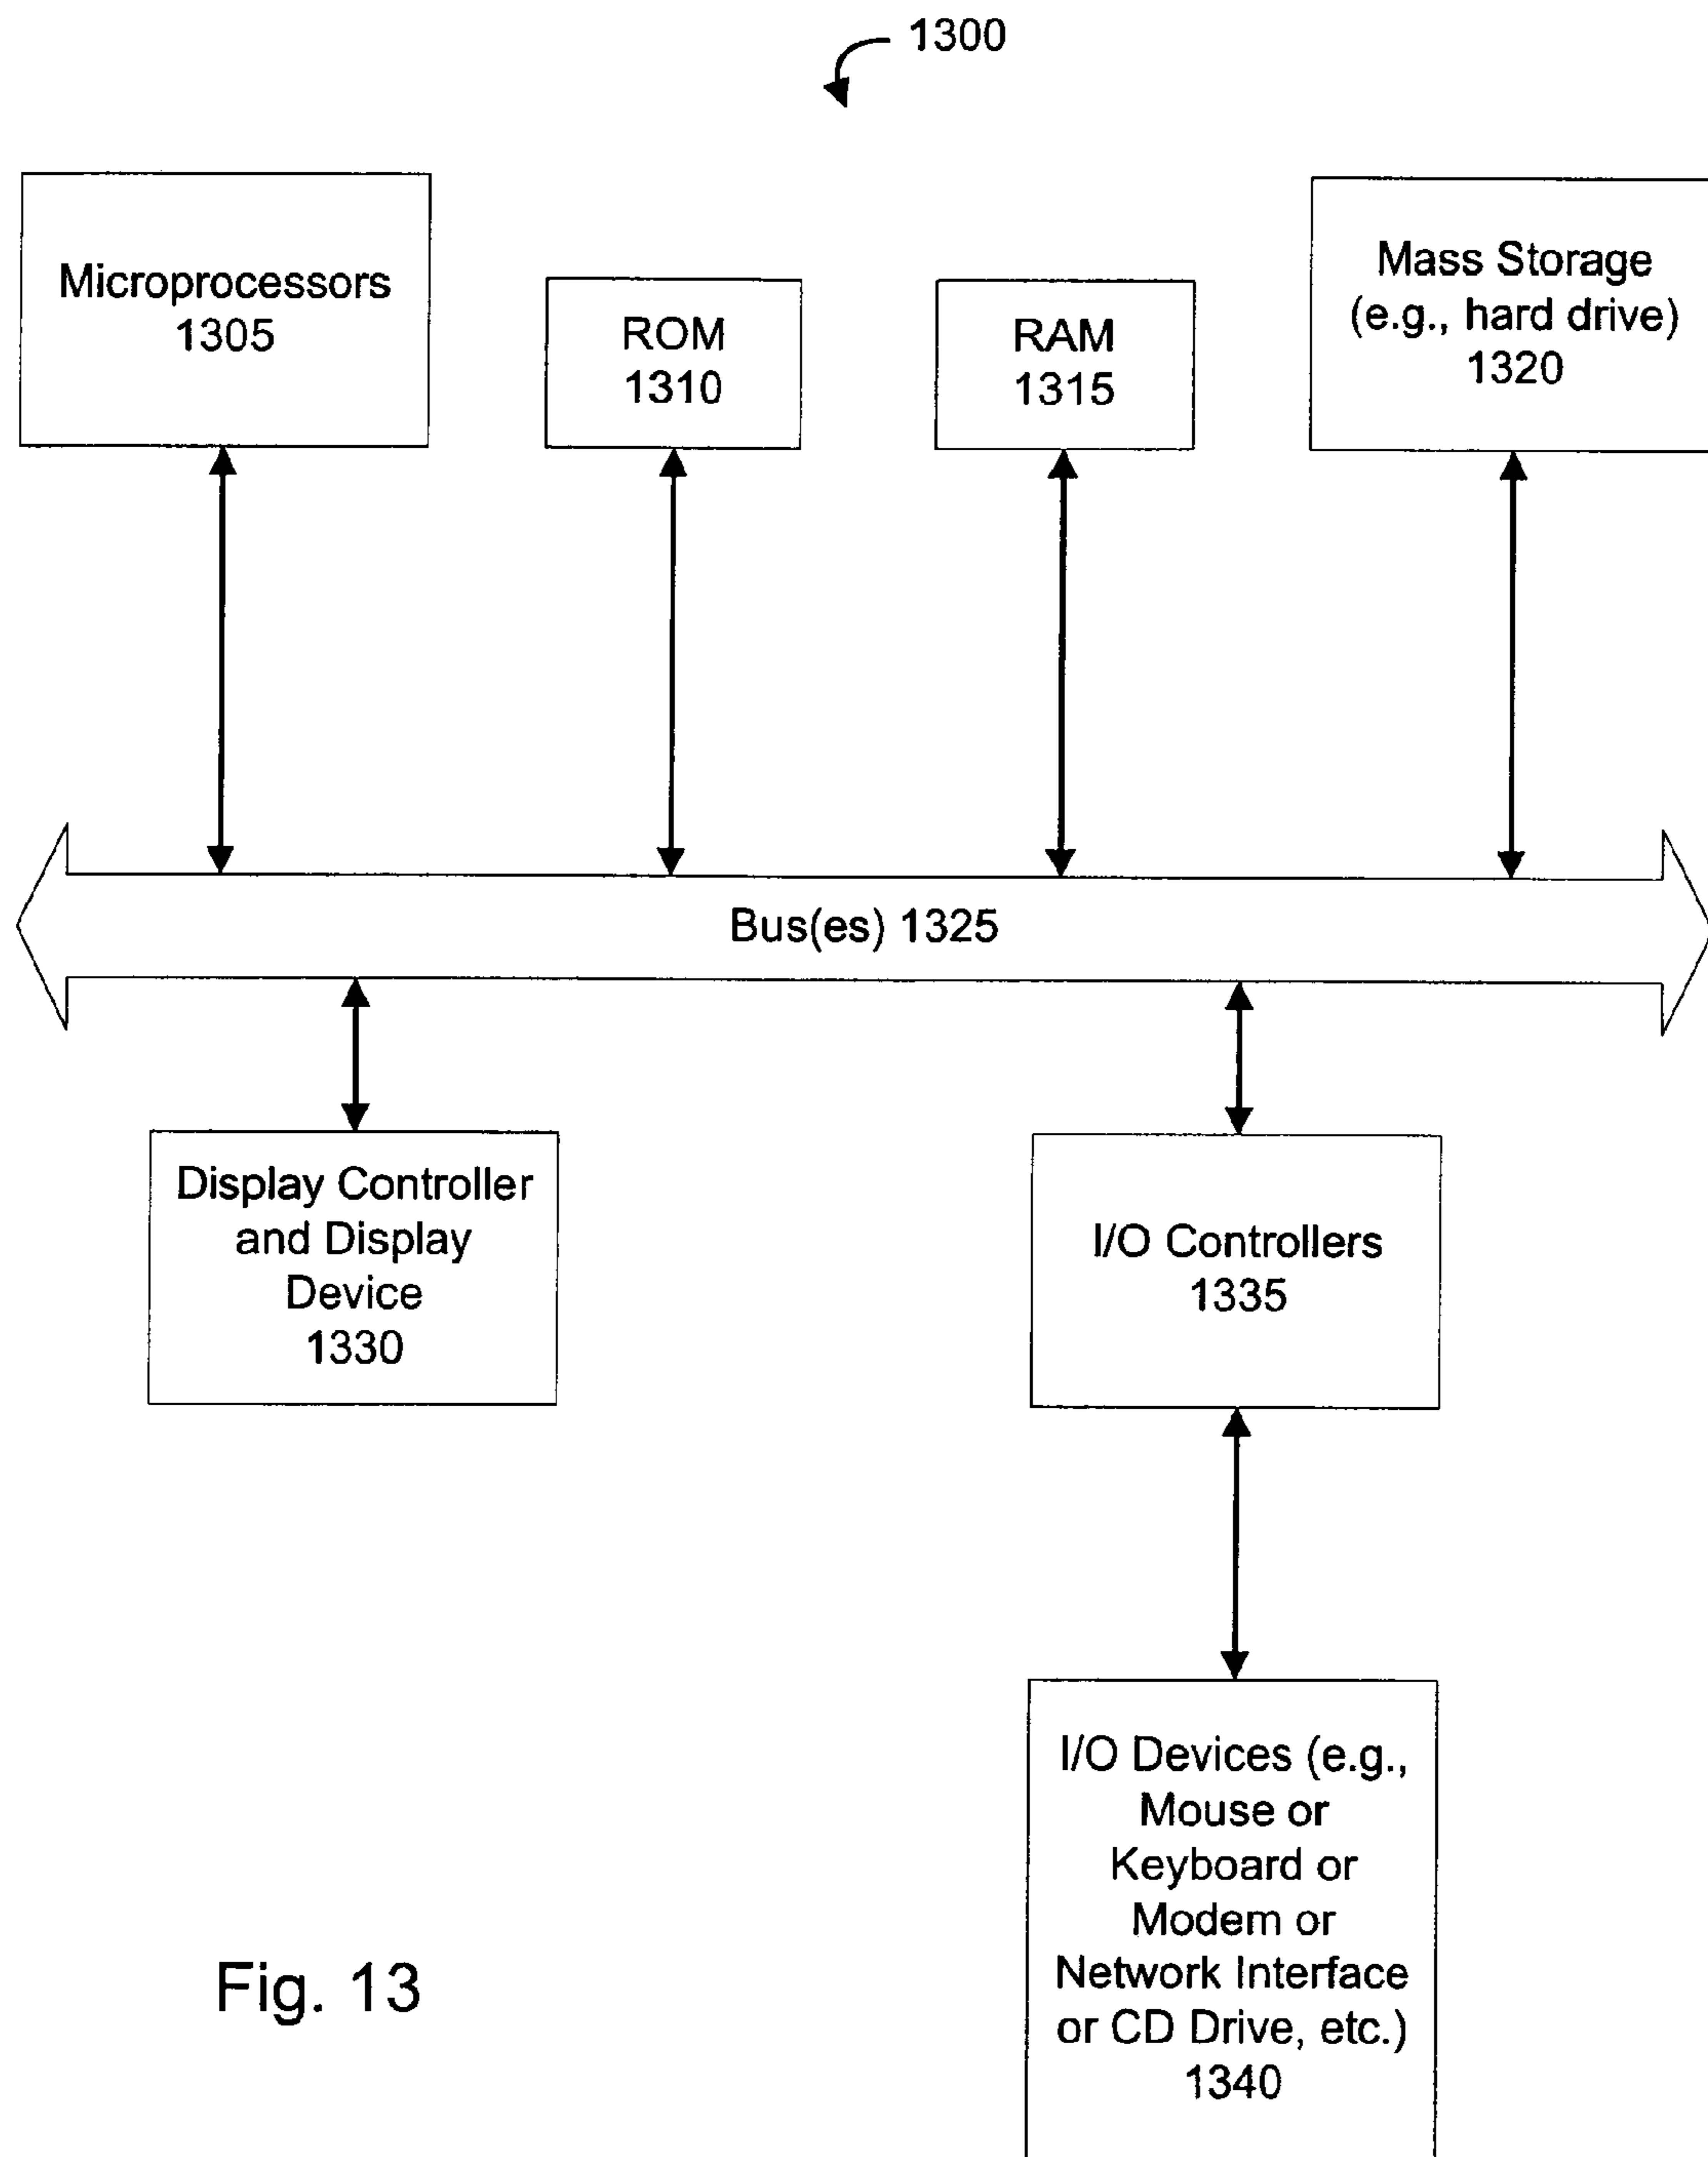 1300
Microprocessors
1305
ROM
1310
RAM
1315
Mass Storage
(e.g., hard drive)
1320
Bus(es) 1325
Display Controller
and Display
Device
1330
I/O Controllers
1335
I/O Devices (e.g.,
Mouse or
Keyboard or
Modem or
Network Interface
or CD Drive, etc.)
1340
Fig. 13